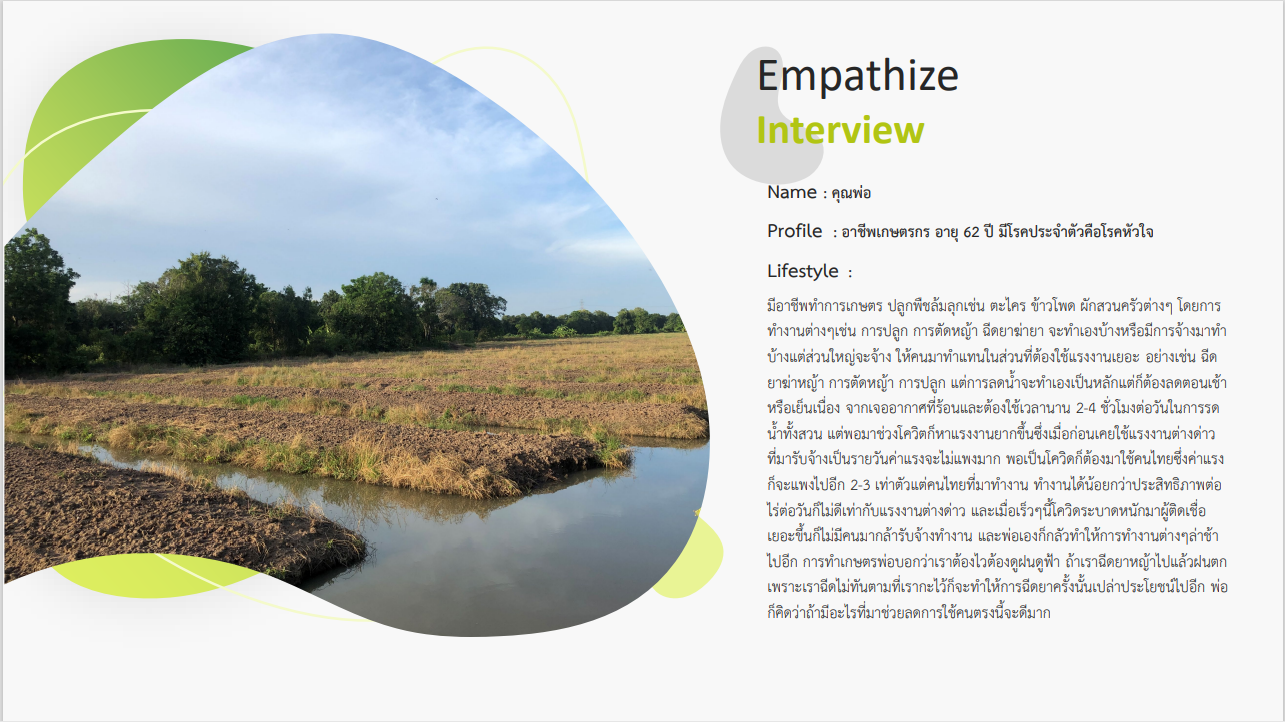 Empathize
Interview
Name : คุณพ่อ
Profile : อาชีพเกษตรกร อายุ 62 ปี มีโรคประจำตัวคือโรคหัวใจ
Lifestyle :
มีอาชีพทำการเกษตร ปลูกพืชล้มลุกเช่น ตะไคร ข้าวโพด ผักสวนครัวต่างๆ โดยการ
ทำงานต่างๆเช่น การปลูก การตัดหญ้า ฉีดยาฆ่ายา จะทำเองบ้างหรือมีการจ้างมาทำ
บ้างแต่ส่วนใหญ่จะจ้าง ให้คนมาทำแทนในส่วนที่ต้องใช้แรงงานเยอะ อย่างเช่น ฉีด
ยาฆ่าหญ้า การตัดหญ้า การปลูก แต่การลดน้ำจะทำเองเป็นหลักแต่ก็ต้องลดตอนเช้า
หรือเย็นเนื่อง จากเจออากาศที่ร้อนและต้องใช้เวลานาน 2-4 ชั่วโมงต่อวันในการรด
น้ำทั้งสวน แต่พอมาช่วงโควิตก็หาแรงงานยากขึ้นซึ่งเมื่อก่อนเคยใช้แรงงานต่างด่าว
ที่มารับจ้างเป็นรายวันค่าแรงจะไม่แพงมาก พอเป็นโควิดก็ต้องมาใช้คนไทยซึ่งค่าแรง
ก็จะแพงไปอีก 2-3 เท่าตัวแต่คนไทยที่มาทำงาน ทำงานได้น้อยกว่าประสิทธิภาพต่อ
ไร่ต่อวันก็ไม่ดีเท่ากับแรงงานต่างด่าว และเมื่อเร็วๆนี้โควิดระบาดหนักมาผู้ติดเชื่อ
เยอะขึ้นก็ไม่มีคนมากล้ารับจ้างทำงาน และพ่อเองก็กลัวทำให้การทำงานต่างๆล่าช้า
ไปอีก การทำเกษตรพ่อบอกว่าเราต้องไวต้องดูฝนดูฟ้า ถ้าเราฉีดยาหญ้าไปแล้วฝนตก
เพราะเราฉีดไม่ทันตามที่เรากะไว้ก็จะทำให้การฉีดยาครั้งนั้นเปล่าประโยชน์ไปอีก พ่อ
ก็คิดว่าถ้ามีอะไรที่มาช่วยลดการใช้คนตรงนี้จะดีมาก